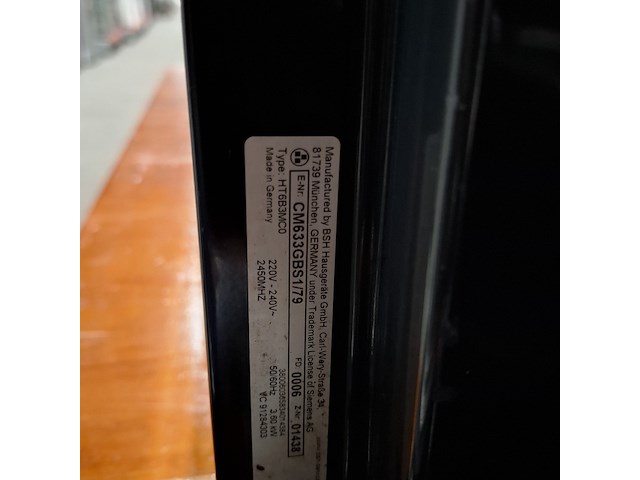 Manufactured by BSH Hausgeräte GmbH, Carl-Wery-Straße 34
81739 München, GERMANY under Trademark License of Siemens AG
E-Nr. CM633GBS1/79 FD 0006 Z-Nr. 01438
Type: HT6B3MC0
Made in Germany
220V - 240V~
2450MHZ
50/60Hz 3,60 kW
VC 91284303